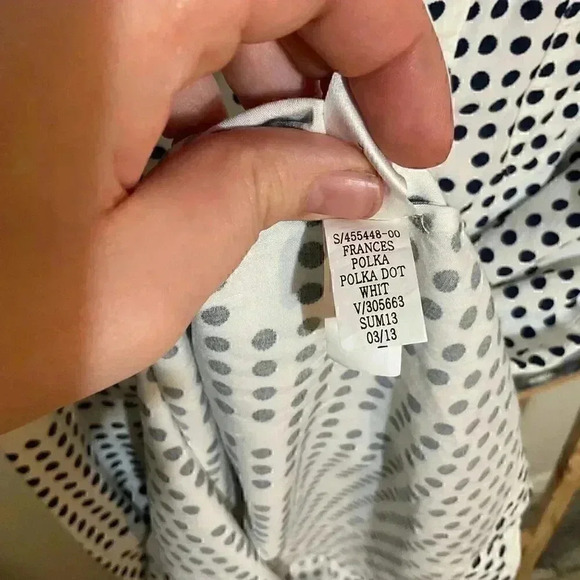 S/455448-00
FRANCES
POLKA
POLKA DOT
WHIT
V/305663
SUM13
03/13